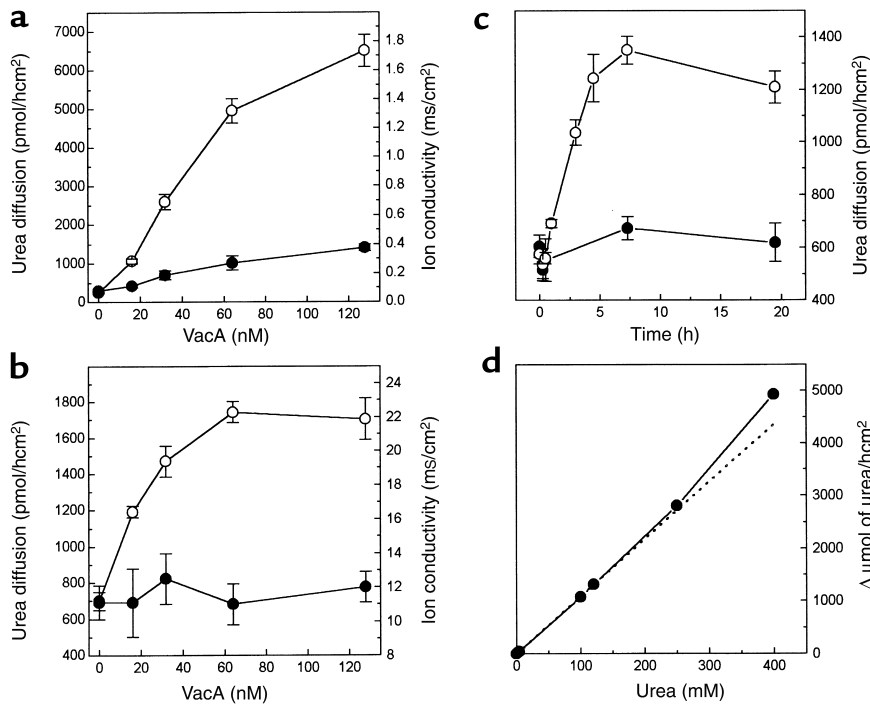 a
Urea diffusion (pmol/hcm²)
7000
6000
5000
4000
3000
2000
1000
0
0 20 40 60 80 100 120
VacA (nM)
1.8
1.6
1.4
1.2
1.0
0.8
0.6
0.4
0.2
0.0
Ion conductivity (ms/cm²)
c
1400
1200
1000
800
600
400
Urea diffusion (pmol/hcm²)
0 5 10 15 20
Time (h)
b
Urea diffusion (pmol/hcm²)
1800
1600
1400
1200
1000
800
600
400
0 20 40 60 80 100 120
VacA (nM)
24
22
20
18
16
14
12
10
8
Ion conductivity (ms/cm²)
d
5000
4000
3000
2000
1000
0
Δ μmol of urea/hcm²
0 100 200 300 400
Urea (mM)